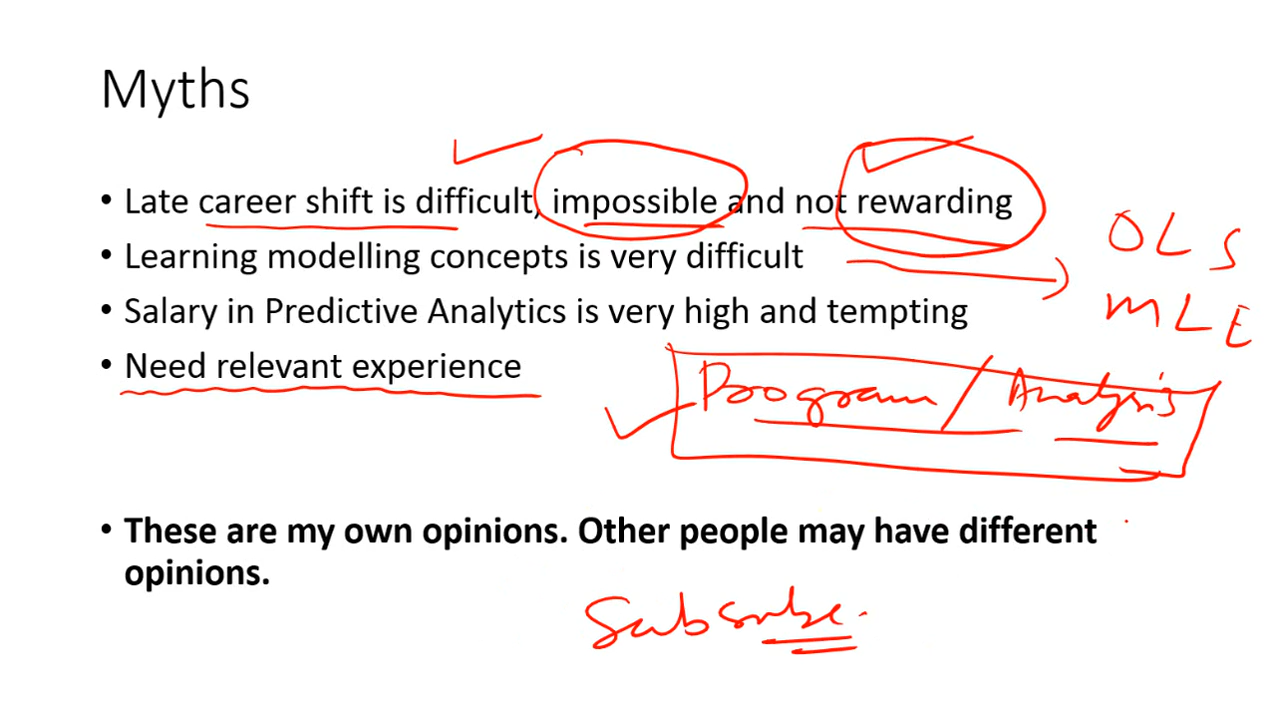 Myths
• Late career shift is difficult, impossible and not rewarding
OLS
• Learning modelling concepts is very difficult
MLE
• Salary in Predictive Analytics is very high and tempting
• Need relevant experience
Program / Analysis
• These are my own opinions. Other people may have different
opinions.
Subscribe